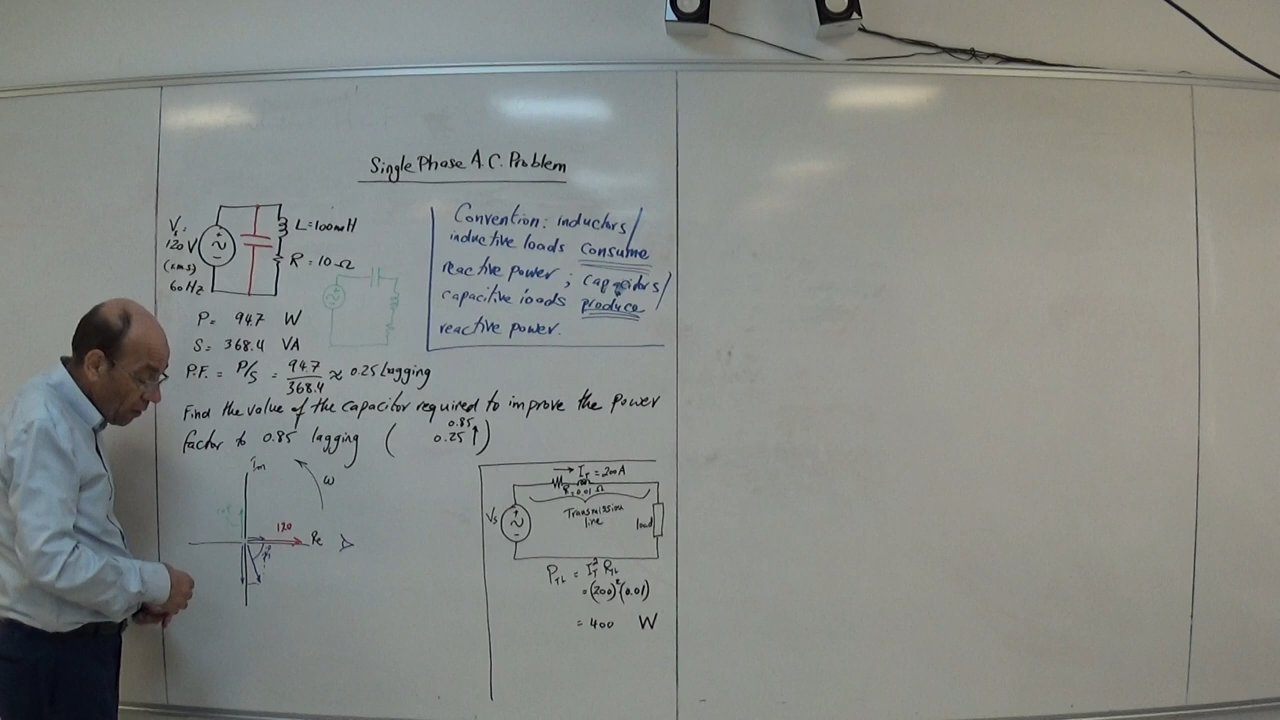 Single Phase A.C. Problem
Vs =
120 V
(rms)
60 Hz
L = 100 mH
R = 10 Ω
Convention: inductors/
inductive loads consume
reactive power; capacitors/
capacitive loads produce
reactive power.
P = 94.7 W
S = 368.4 VA
P.F. = P/S = 94.7/368.4 ≈ 0.25 Lagging
Find the value of the capacitor required to improve the power
factor to 0.85 lagging ( 0.25 ↑ 0.85 )
Im
ω
120
Re
75°
→ IT = 200 A
R = 0.01 Ω
Transmission
line
Vs
load
PTL = IT² RTL
= (200)² (0.01)
= 400 W